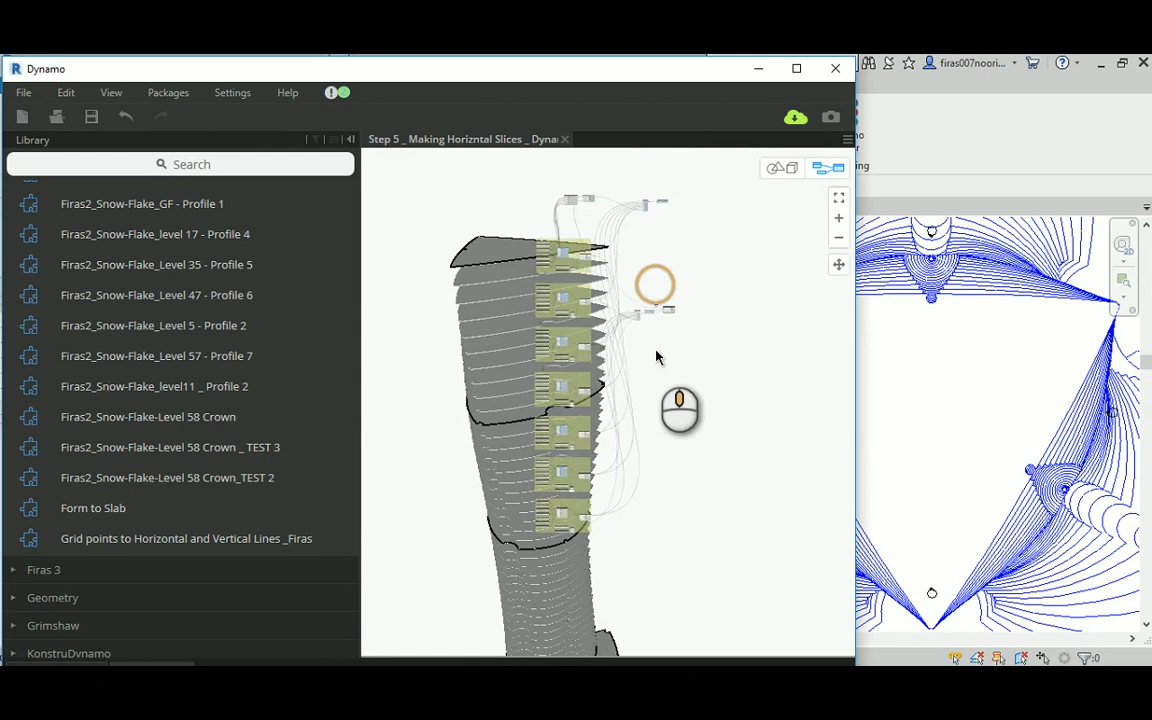 R Dynamo
firas007noori...
File Edit View Packages Settings Help
Library
Step 5 _ Making Horizntal Slices _ Dyna
Search
Firas2_Snow-Flake_GF - Profile 1
Firas2_Snow-Flake_level 17 - Profile 4
Firas2_Snow-Flake_Level 35 - Profile 5
Firas2_Snow-Flake_Level 47 - Profile 6
Firas2_Snow-Flake_Level 5 - Profile 2
Firas2_Snow-Flake_Level 57 - Profile 7
Firas2_Snow-Flake_level11 _ Profile 2
Firas2_Snow-Flake-Level 58 Crown
Firas2_Snow-Flake-Level 58 Crown _ TEST 3
Firas2_Snow-Flake-Level 58 Crown_TEST 2
Form to Slab
Grid points to Horizontal and Vertical Lines _Firas
Firas 3
Geometry
Grimshaw
KonstruDynamo
:0